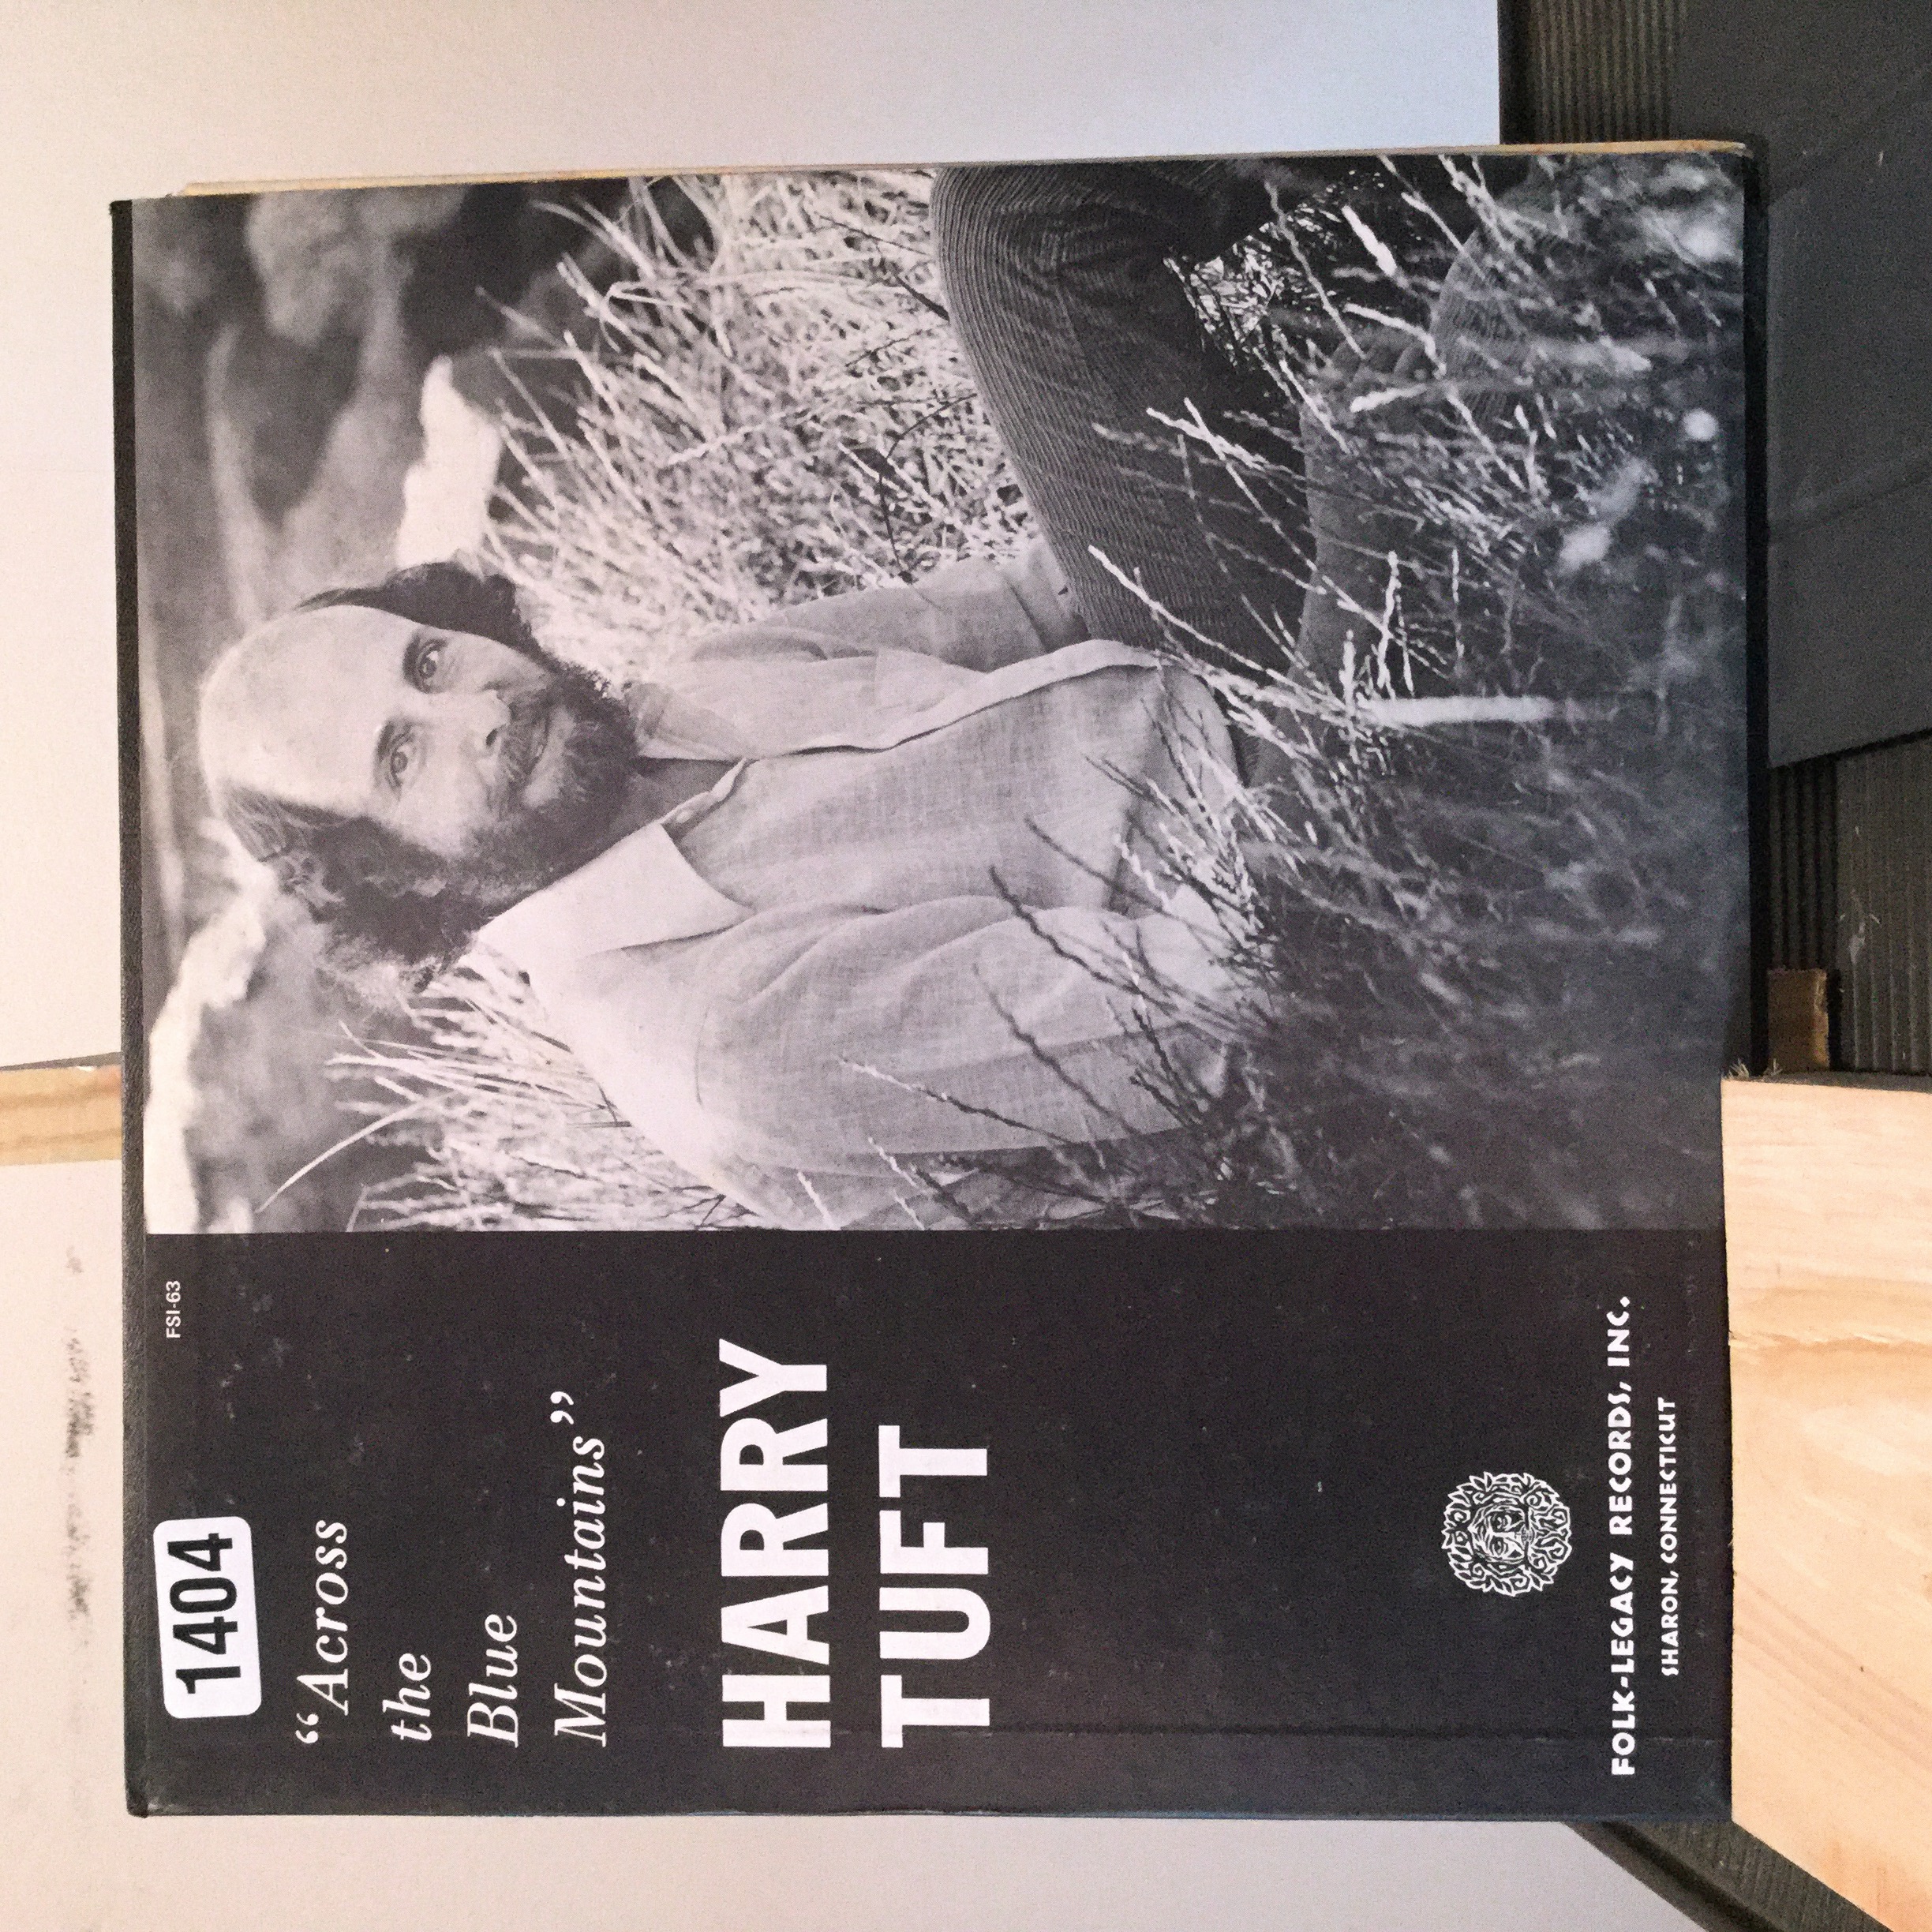 1404
FSI-63
“Across
the
Blue
Mountains”
HARRY
TUFT
FOLK-LEGACY RECORDS, INC.
SHARON, CONNECTICUT